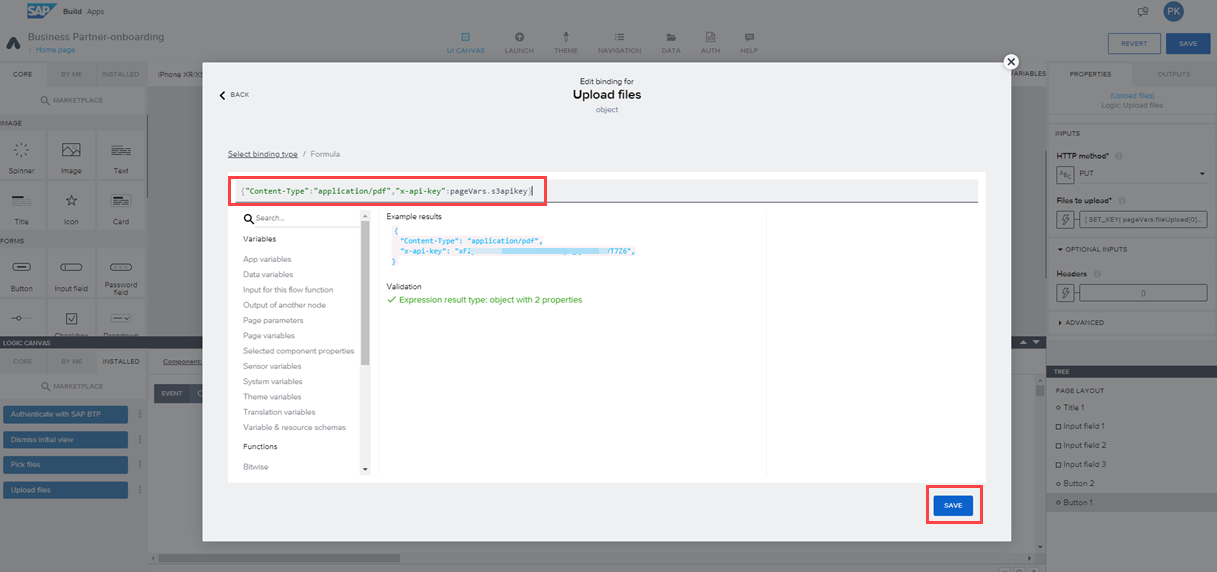 SAP Build Apps
PK
Business Partner-onboarding
Home page
UI CANVAS
LAUNCH
THEME
NAVIGATION
DATA
AUTH
HELP
REVERT
SAVE
CORE
BY ME
INSTALLED
MARKETPLACE
IMAGE
Spinner
Image
Text
Title
Icon
Card
FORMS
Button
Input field
Password
field
iPhone XR/XS
VARIABLES
BACK
Edit binding for
Upload files
object
Select binding type / Formula
{"Content-Type":"application/pdf","x-api-key":pageVars.s3apikey}
Search...
Variables
App variables
Data variables
Input for this flow function
Output of another node
Page parameters
Page variables
Selected component properties
Sensor variables
System variables
Theme variables
Translation variables
Variable & resource schemas
Functions
Bitwise
Example results
{
"Content-Type": "application/pdf",
"x-api-key": "xF
T7Z6",
}
Validation
Expression result type: object with 2 properties
SAVE
PROPERTIES
OUTPUTS
(Upload files)
Logic: Upload files
INPUTS
HTTP method*
ABC
PUT
Files to upload*
[ SET_KEY( pageVars.fileUpload[0]...
OPTIONAL INPUTS
Headers
{}
ADVANCED
LOGIC CANVAS
CORE
BY ME
INSTALLED
Component:
MARKETPLACE
EVENT
Authenticate with SAP BTP
Dismiss initial view
Pick files
Upload files
TREE
PAGE LAYOUT
Title 1
Input field 1
Input field 2
Input field 3
Button 2
Button 1